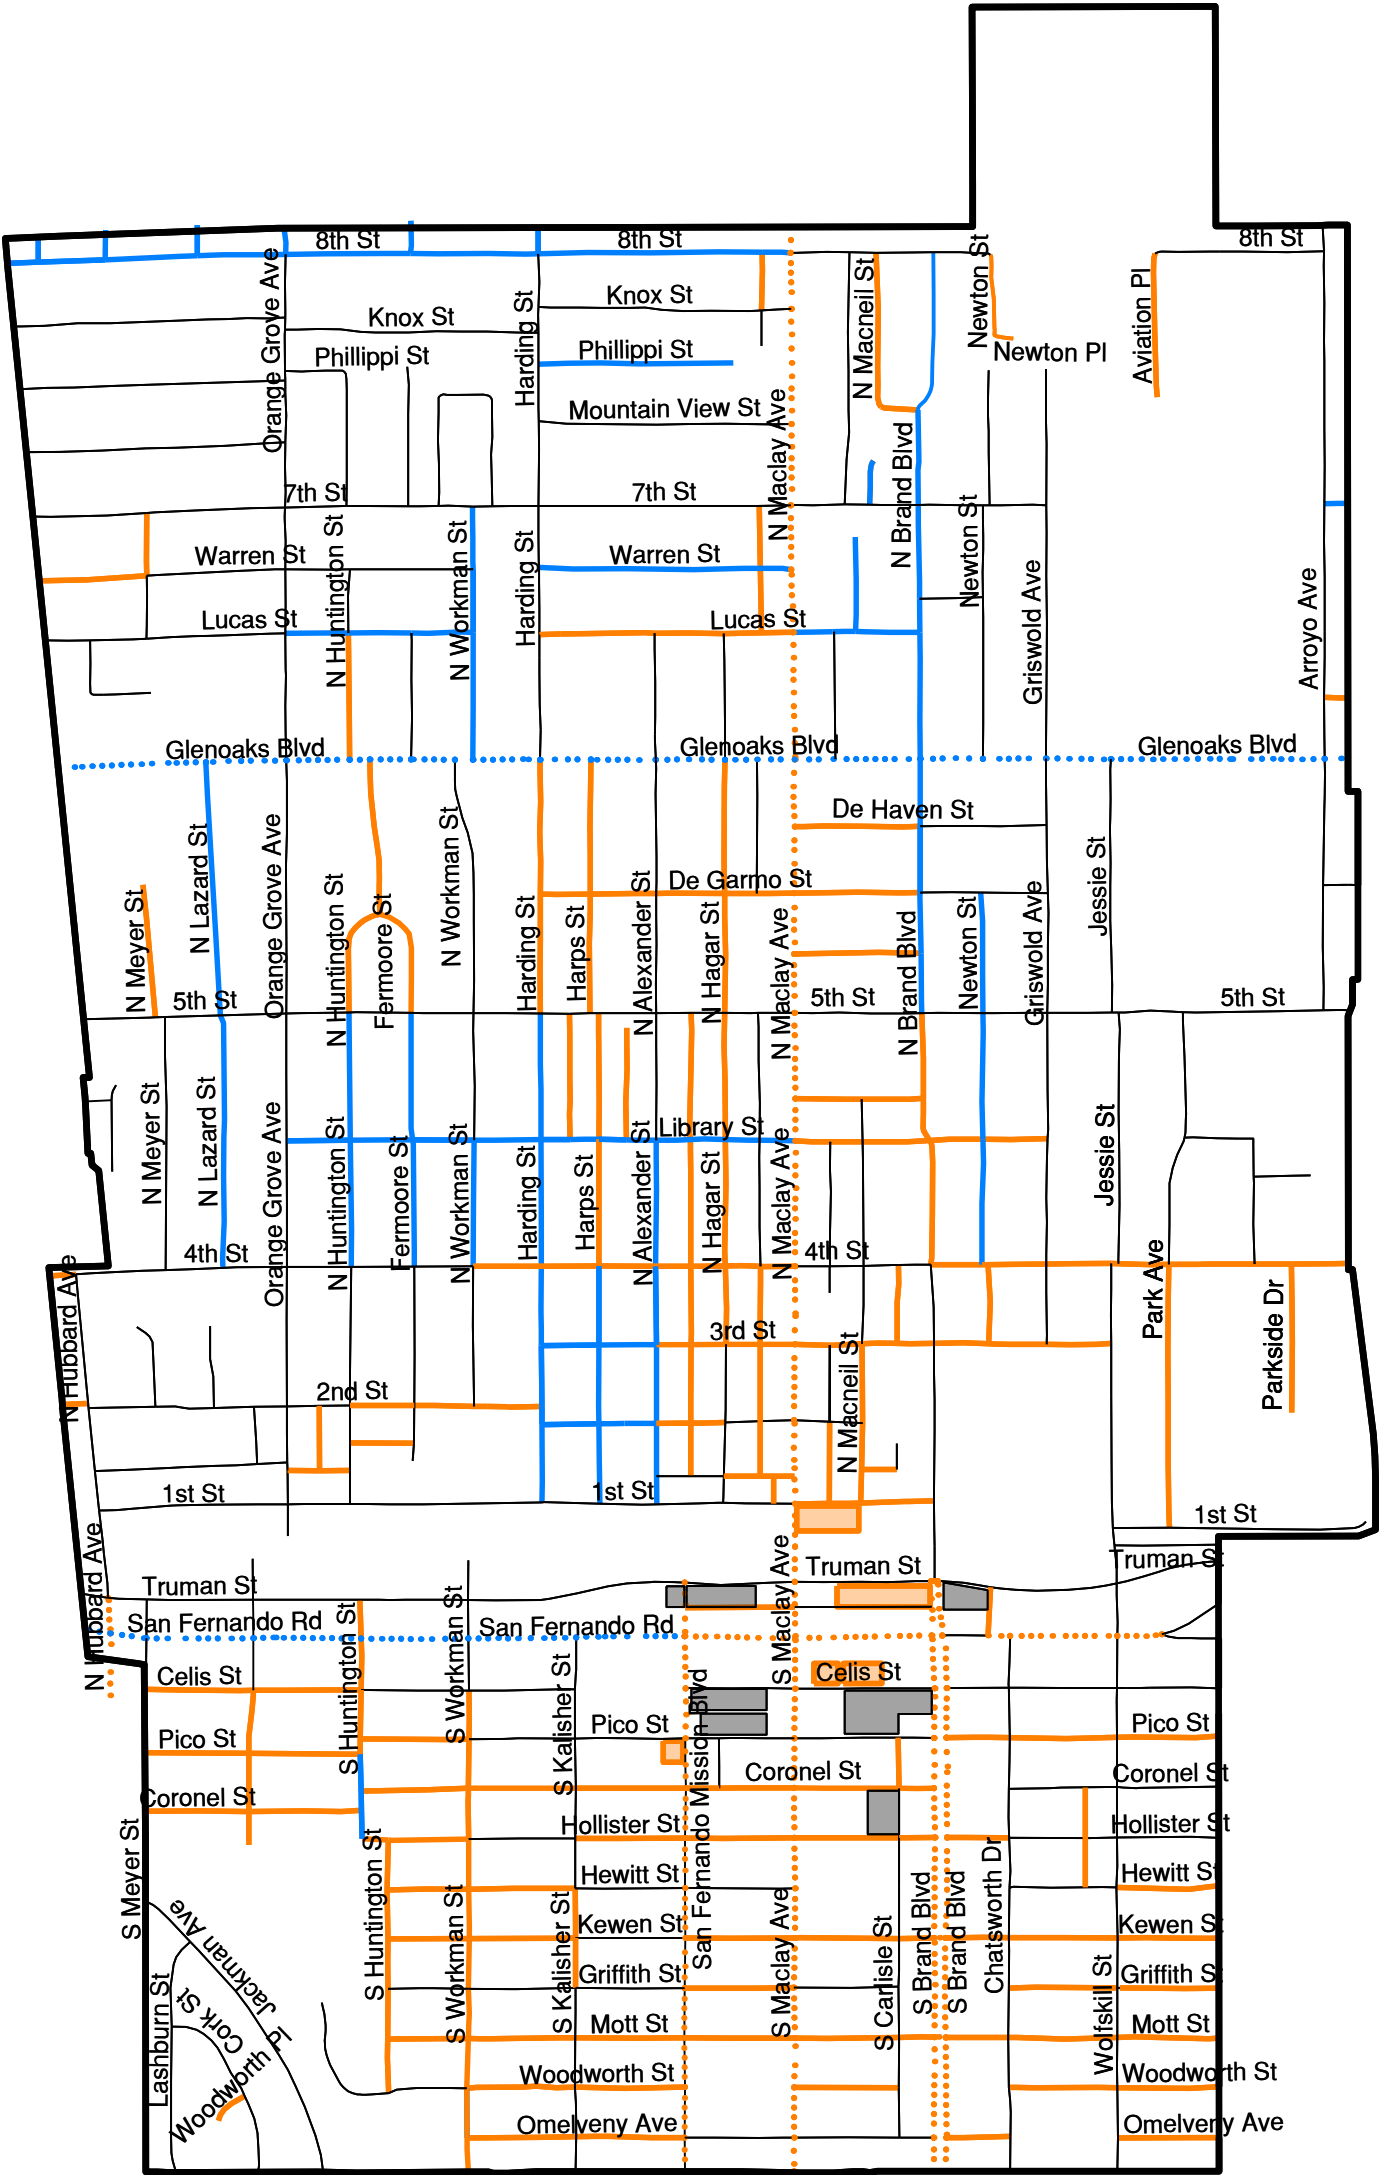 8th St
8th St
8th St
Orange Grove Ave
Knox St
Knox St
Harding St
N Macneil St
Newton St
Aviation Pl
Phillippi St
Phillippi St
Newton Pl
Mountain View St
N Maclay Ave
N Brand Blvd
7th St
7th St
N Huntington St
N Workman St
Harding St
Newton St
Warren St
Warren St
Griswold Ave
Arroyo Ave
Lucas St
Lucas St
Glenoaks Blvd
Glenoaks Blvd
Glenoaks Blvd
De Haven St
N Lazard St
Orange Grove Ave
N Workman St
Jessie St
De Garmo St
N Meyer St
N Huntington St
Fermoore St
Harding St
Harps St
N Alexander St
N Hagar St
N Maclay Ave
N Brand Blvd
Newton St
Griswold Ave
5th St
5th St
5th St
N Meyer St
N Lazard St
Orange Grove Ave
N Huntington St
Fermoore St
N Workman St
Harding St
Harps St
N Alexander St
Library St
N Hagar St
N Maclay Ave
Jessie St
4th St
4th St
N Hubbard Ave
Park Ave
Parkside Dr
3rd St
N Macneil St
2nd St
1st St
1st St
1st St
N Hubbard Ave
Truman St
Truman St
Truman St
San Fernando Rd
San Fernando Rd
S Huntington St
S Workman St
S Maclay Ave
Celis St
Celis St
S Kalisher St
San Fernando Mission Blvd
Pico St
Pico St
Pico St
Coronel St
Coronel St
Coronel St
S Meyer St
Hollister St
Hollister St
S Huntington St
Hewitt St
Hewitt St
S Workman St
S Kalisher St
Kewen St
Kewen St
S Maclay Ave
S Carlisle St
S Brand Blvd
S Brand Blvd
Chatsworth Dr
Jackman Ave
Griffith St
Griffith St
Lashburn St
Cork St
Mott St
Mott St
Wolfskill St
Woodworth Pl
Woodworth St
Woodworth St
Omelveny Ave
Omelveny Ave